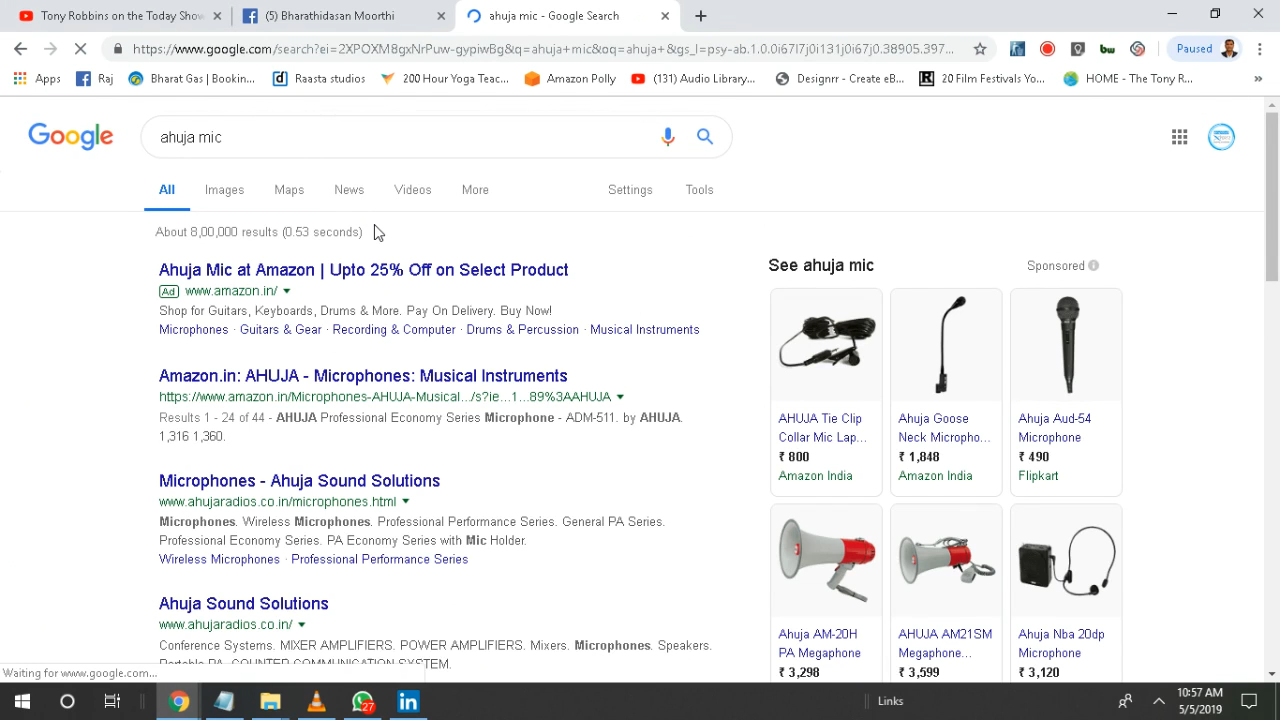 Tony Robbins on the Today Show
(5) Bharathidasan Moorthi
ahuja mic - Google Search
https://www.google.com/search?ei=2XPOXM8gxNrPuw-gypiwBg&q=ahuja+mic&oq=ahuja+&gs_l=psy-ab.1.0.0i67l7j0i131j0i67j0.38905.397...
Paused
Apps
Raj
Bharat Gas | Bookin...
Raasta studios
200 Hour Yoga Teac...
Amazon Polly
(131) Audio Library...
Designrr - Create eB...
20 Film Festivals Yo...
HOME - The Tony R...
»
Google
ahuja mic
All
Images
Maps
News
Videos
More
Settings
Tools
About 8,00,000 results (0.53 seconds)
Ahuja Mic at Amazon | Upto 25% Off on Select Product
Ad www.amazon.in/
Shop for Guitars, Keyboards, Drums & More. Pay On Delivery. Buy Now!
Microphones · Guitars & Gear · Recording & Computer · Drums & Percussion · Musical Instruments
Amazon.in: AHUJA - Microphones: Musical Instruments
https://www.amazon.in/Microphones-AHUJA-Musical.../s?ie...1...89%3AAHUJA
Results 1 - 24 of 44 - AHUJA Professional Economy Series Microphone - ADM-511. by AHUJA.
1,316 1,360.
Microphones - Ahuja Sound Solutions
www.ahujaradios.co.in/microphones.html
Microphones. Wireless Microphones. Professional Performance Series. General PA Series.
Professional Economy Series. PA Economy Series with Mic Holder.
Wireless Microphones · Professional Performance Series
Ahuja Sound Solutions
www.ahujaradios.co.in/
Conference Systems. MIXER AMPLIFIERS. POWER AMPLIFIERS. Mixers. Microphones. Speakers.
Portable PA. COUNTER COMMUNICATION SYSTEM.
See ahuja mic
Sponsored
AHUJA Tie Clip
Collar Mic Lap...
₹ 800
Amazon India
Ahuja Goose
Neck Micropho...
₹ 1,848
Amazon India
Ahuja Aud-54
Microphone
₹ 490
Flipkart
Ahuja AM-20H
PA Megaphone
₹ 3,298
AHUJA AM21SM
Megaphone...
₹ 3,599
Ahuja Nba 20dp
Microphone
₹ 3,120
Waiting for www.google.com...
27
Links
10:57 AM
5/5/2019